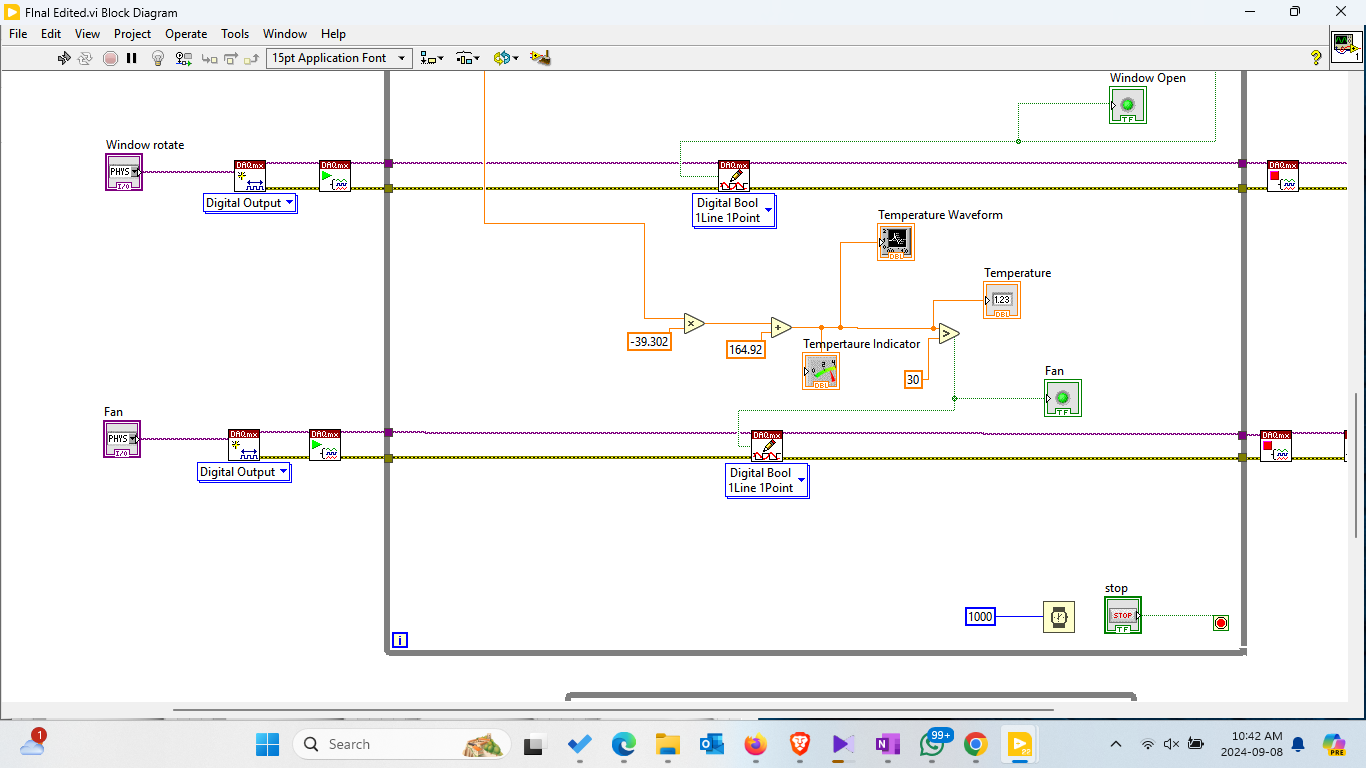 FInal Edited.vi Block Diagram
File Edit View Project Operate Tools Window Help
15pt Application Font
1
Window Open
TF
Window rotate
PHYS
I/O
DAQmx
DAQmx
DAQmx
DAQmx
Digital Output
Digital Bool
1Line 1Point
Temperature Waveform
DBL
Temperature
1.23
DBL
-39.302
164.92
Tempertaure Indicator
DBL
30
Fan
TF
Fan
PHYS
I/O
DAQmx
DAQmx
DAQmx
DAQmx
Digital Output
Digital Bool
1Line 1Point
stop
1000
STOP
TF
i
1
Search
99+
10:42 AM
2024-09-08
PRE